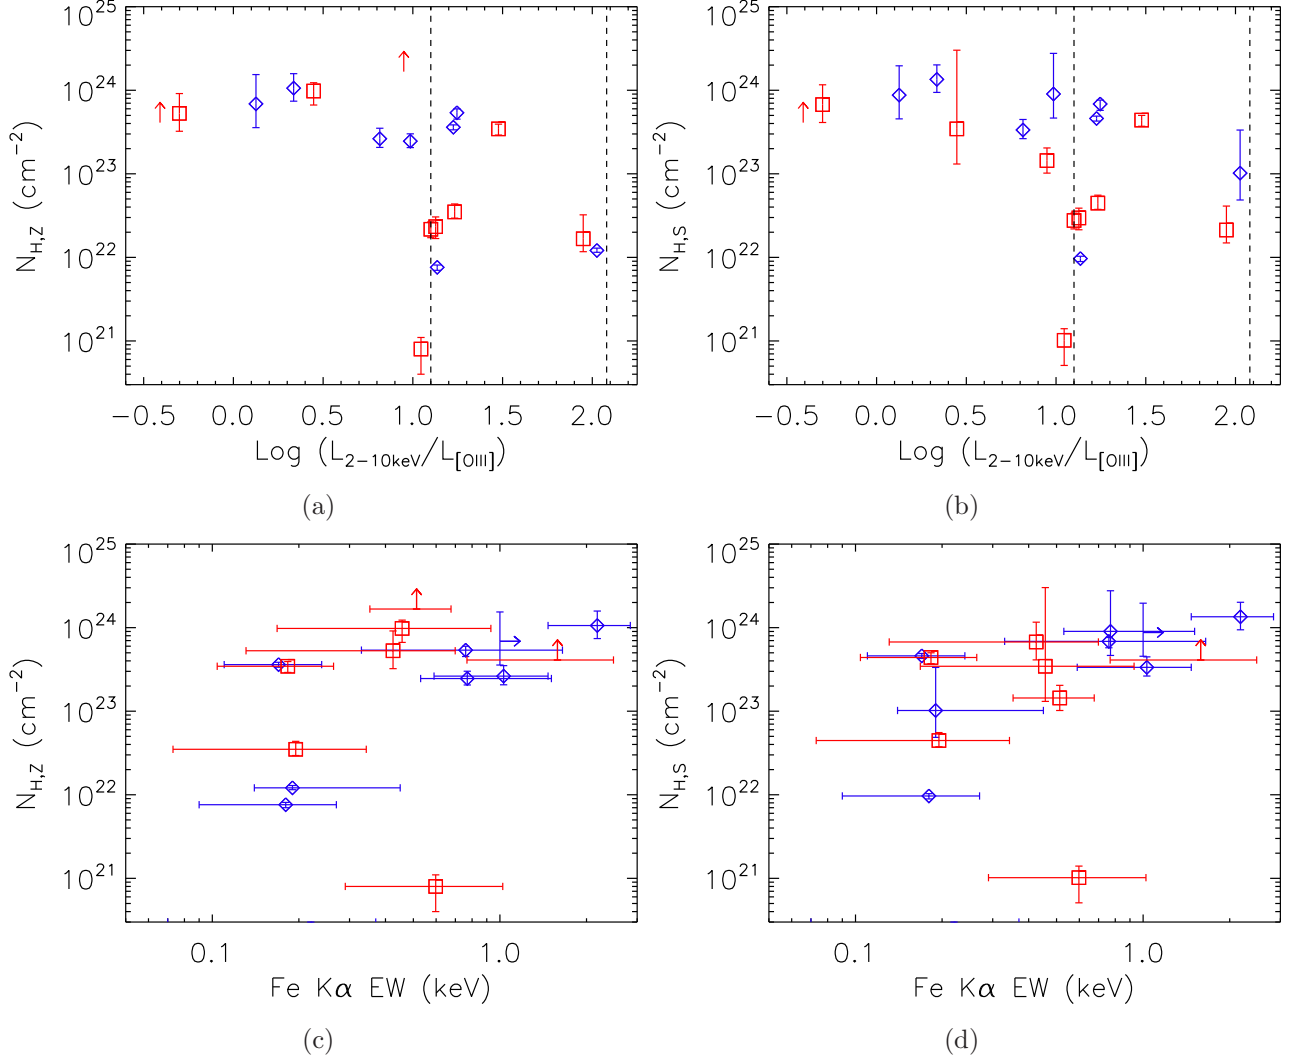 10^25
10^24
10^23
10^22
10^21
N_H,Z (cm^−2)
−0.5 0.0 0.5 1.0 1.5 2.0
Log (L_2−10keV/L_[OIII])
(a)
10^25
10^24
10^23
10^22
10^21
N_H,S (cm^−2)
−0.5 0.0 0.5 1.0 1.5 2.0
Log (L_2−10keV/L_[OIII])
(b)
10^25
10^24
10^23
10^22
10^21
N_H,Z (cm^−2)
0.1 1.0
Fe Kα EW (keV)
(c)
10^25
10^24
10^23
10^22
10^21
N_H,S (cm^−2)
0.1 1.0
Fe Kα EW (keV)
(d)